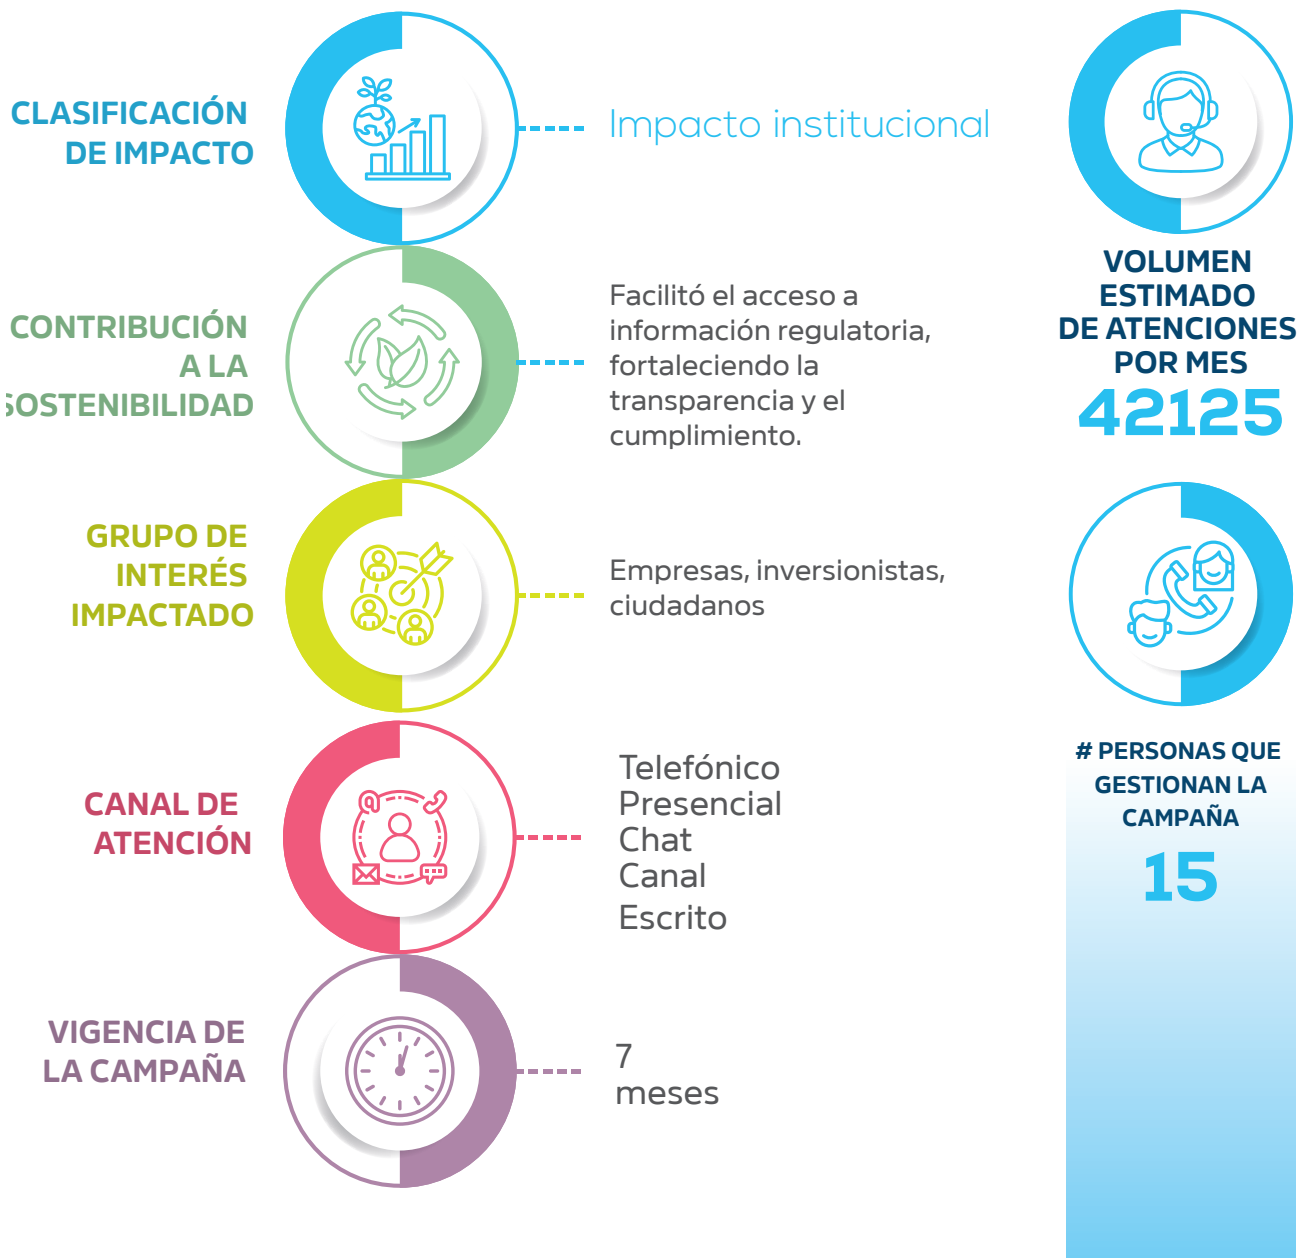 CLASIFICACIÓN
DE IMPACTO
Impacto institucional
CONTRIBUCIÓN
A LA
SOSTENIBILIDAD
Facilitó el acceso a
información regulatoria,
fortaleciendo la
transparencia y el
cumplimiento.
GRUPO DE
INTERÉS
IMPACTADO
Empresas, inversionistas,
ciudadanos
CANAL DE
ATENCIÓN
Telefónico
Presencial
Chat
Canal
Escrito
VIGENCIA DE
LA CAMPAÑA
7
meses
VOLUMEN
ESTIMADO
DE ATENCIONES
POR MES
42125
# PERSONAS QUE
GESTIONAN LA
CAMPAÑA
15